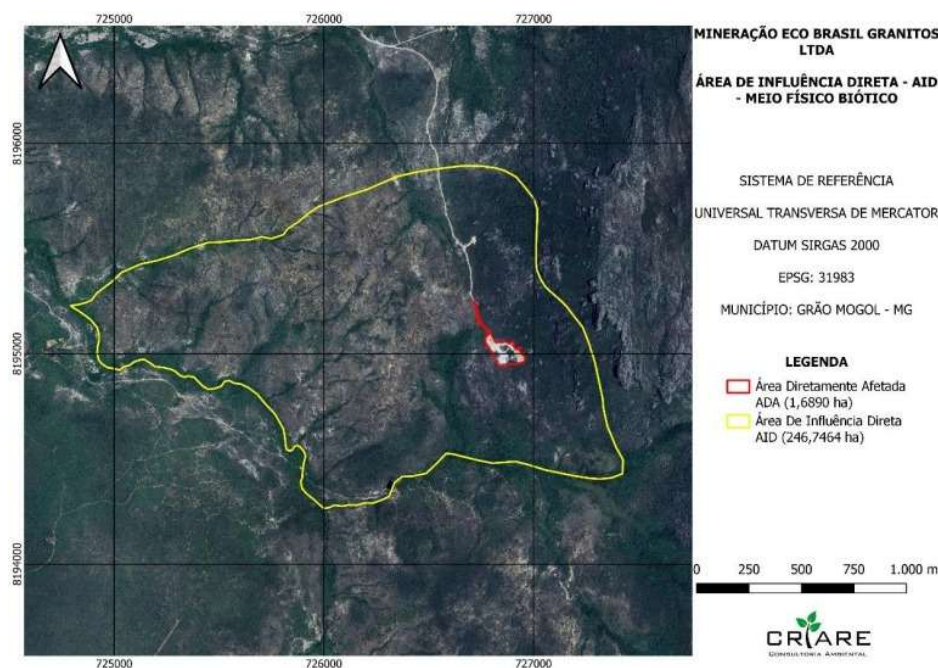 725000
726000
727000
8196000
8195000
8194000
725000
726000
727000
MINERAÇÃO ECO BRASIL GRANITOS
LTDA
ÁREA DE INFLUÊNCIA DIRETA - AID
- MEIO FÍSICO BIÓTICO
SISTEMA DE REFERÊNCIA
UNIVERSAL TRANSVERSA DE MERCATOR
DATUM SIRGAS 2000
EPSG: 31983
MUNICÍPIO: GRÃO MOGOL - MG
LEGENDA
Área Diretamente Afetada
ADA (1,6890 ha)
Área De Influência Direta
AID (246,7464 ha)
0 250 500 750 1.000 m
CRIARE
CONSULTORIA AMBIENTAL